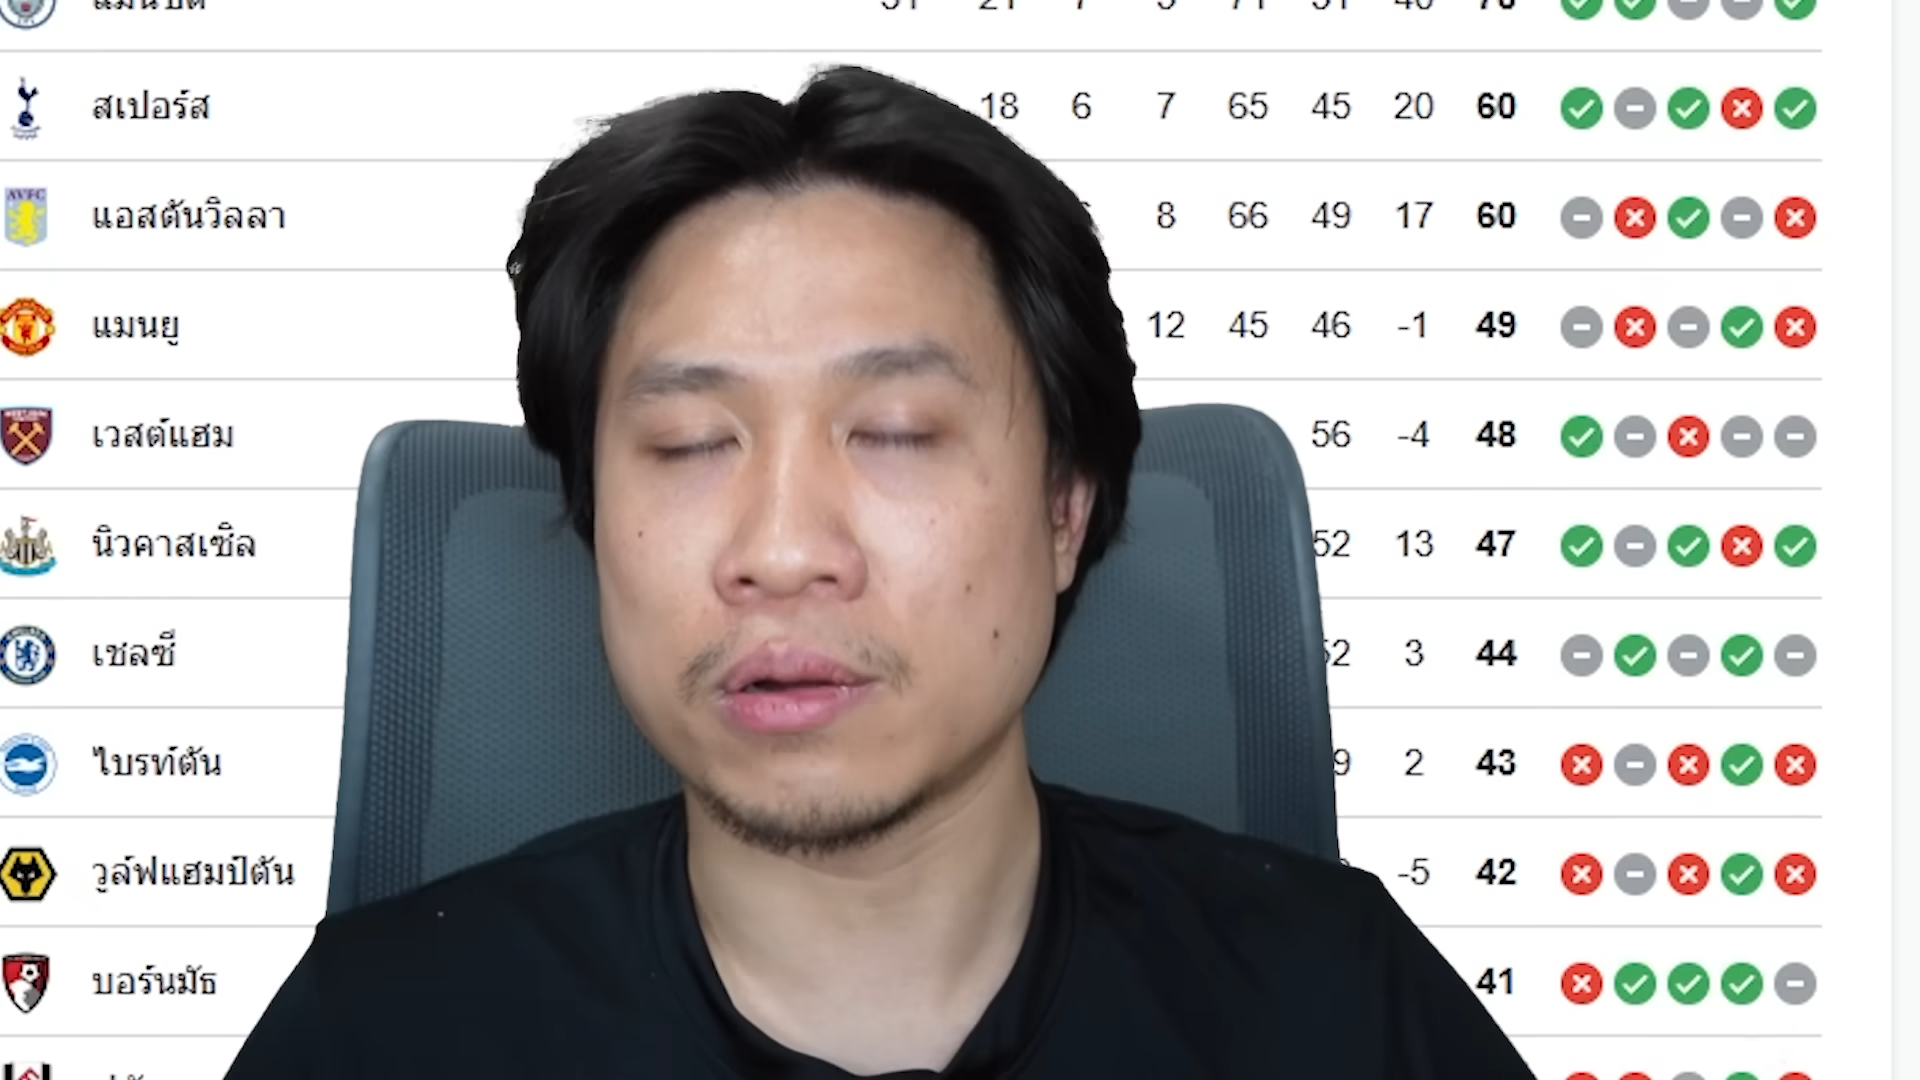 สเปอร์ส 18 6 7 65 45 20 60
แอสตันวิลลา 8 66 49 17 60
แมนยู 12 45 46 -1 49
เวสต์แฮม 56 -4 48
นิวคาสเซิล 52 13 47
เชลซี 3 44
ไบรท์ตัน 2 43
วูล์ฟแฮมป์ตัน -5 42
บอร์นมัธ 41